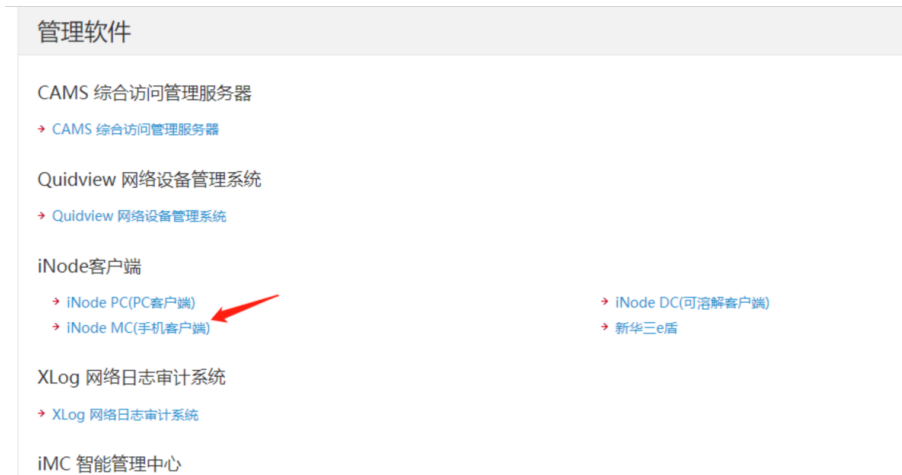 管理软件
CAMS 综合访问管理服务器
CAMS 综合访问管理服务器
Quidview 网络设备管理系统
Quidview 网络设备管理系统
iNode客户端
iNode PC(PC客户端)
iNode DC(可溶解客户端)
iNode MC(手机客户端)
新华三e盾
XLog 网络日志审计系统
XLog 网络日志审计系统
iMC 智能管理中心